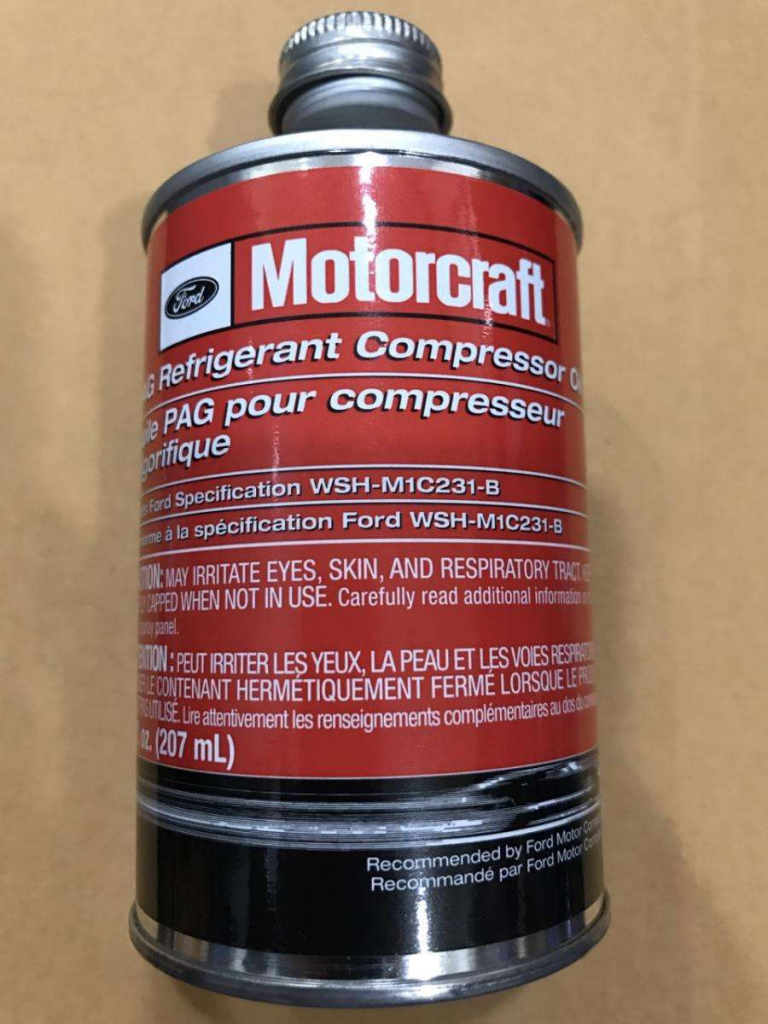 Ford
Motorcraft
Refrigerant Compressor
PAG pour compresseur
Ford Specification WSH-M1C231-B
à la spécification Ford WSH-M1C231-B
MAY IRRITATE EYES, SKIN, AND RESPIRATORY TRACT.
CAPPED WHEN NOT IN USE. Carefully read additional information
panel.
: PEUT IRRITER LES YEUX, LA PEAU ET LES VOIES
LE CONTENANT HERMÉTIQUEMENT FERMÉ LORSQUE LE
UTILISÉ. Lire attentivement les renseignements complémentaires au dos du
oz. (207 mL)
Recommended by Ford Motor
Recommandé par Ford Motor